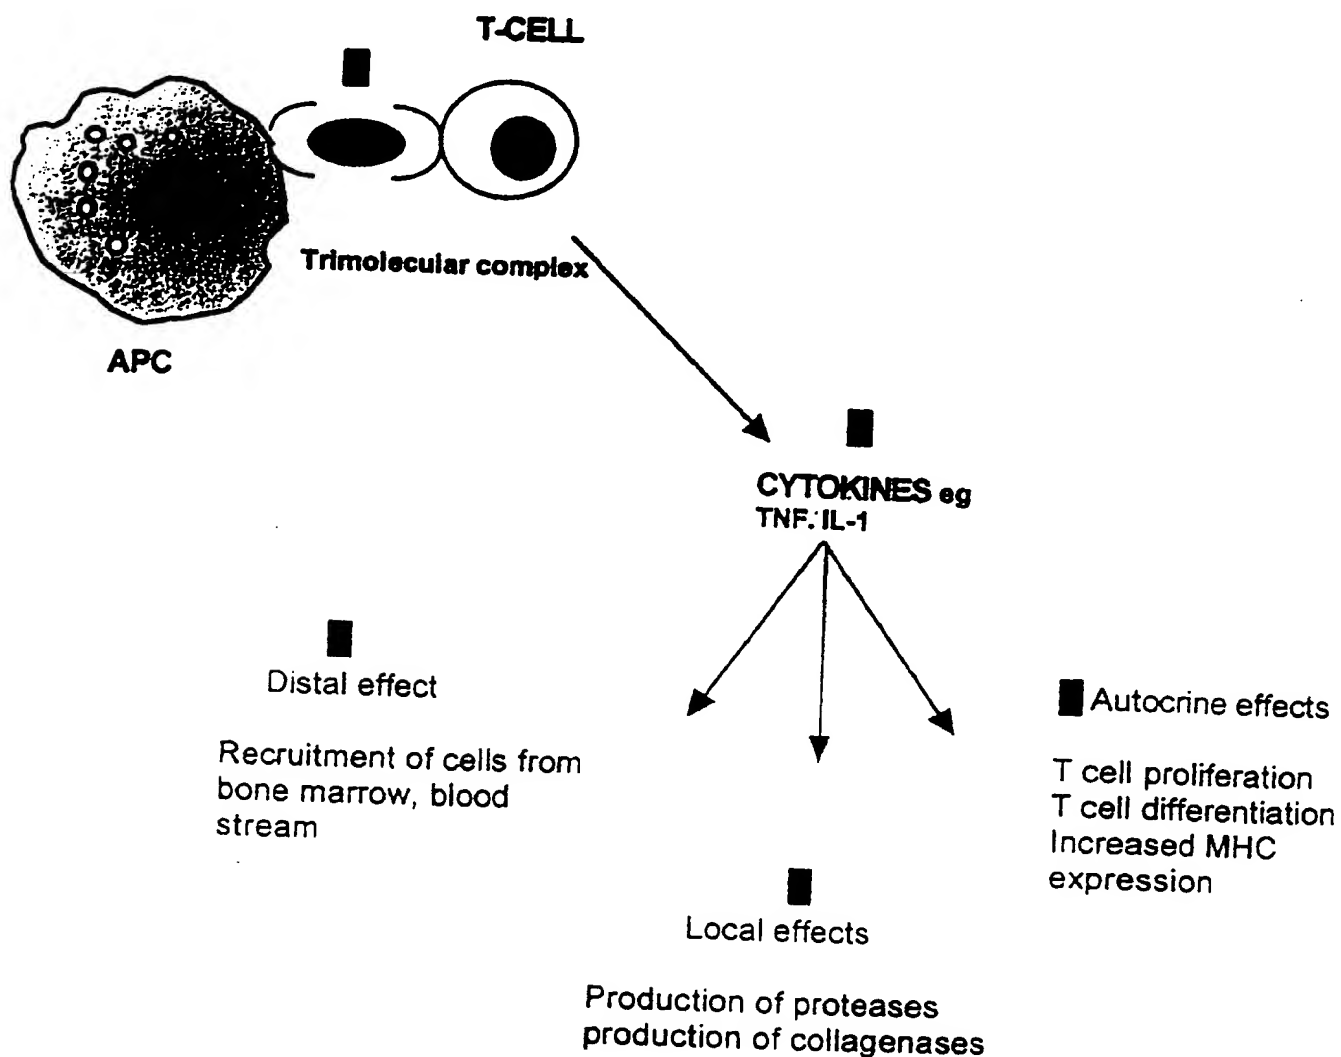 T-CELL
Trimolecular complex
APC
CYTOKINES eg
TNF. IL-1
Distal effect
Recruitment of cells from
bone marrow, blood
stream
Autocrine effects
T cell proliferation
T cell differentiation
Increased MHC
expression
Local effects
Production of proteases
production of collagenases